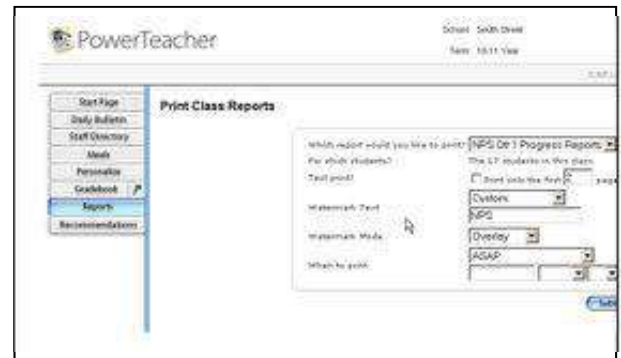 PowerTeacher
School: Smith Street
Term: 10-11 Year
Start Page
Daily Bulletin
Staff Directory
Meals
Personalize
Gradebook
Reports
Recommendations
Print Class Reports
Which report would you like to print? NPS Qtr 1 Progress Reports
For which students? The 17 students in this class
Test print? Print only the first pages
Watermark Text Custom
NPS
Watermark Mode Overlay
When to print ASAP